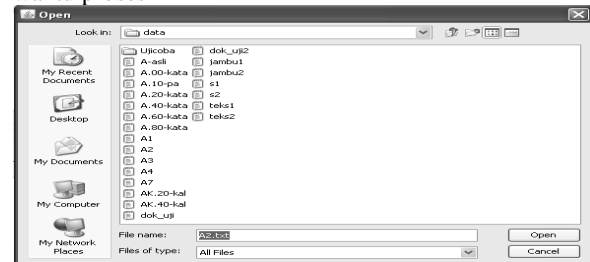 Open
Look in: data
My Recent Documents
Desktop
My Documents
My Computer
My Network Places
Ujicoba
A-asli
A.00-kata
A.10-pa
A.20-kata
A.40-kata
A.60-kata
A.80-kata
A1
A2
A3
A4
A7
AK.20-kal
AK.40-kal
dok_uji
dok_uji2
jambu1
jambu2
s1
s2
teks1
teks2
File name: A2.txt
Open
Files of type: All Files
Cancel